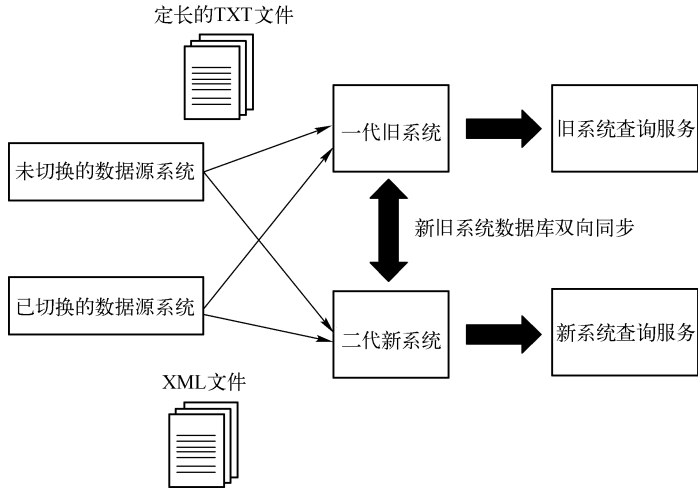 定长的TXT文件
一代旧系统
旧系统查询服务
未切换的数据源系统
新旧系统数据库双向同步
已切换的数据源系统
二代新系统
新系统查询服务
XML文件